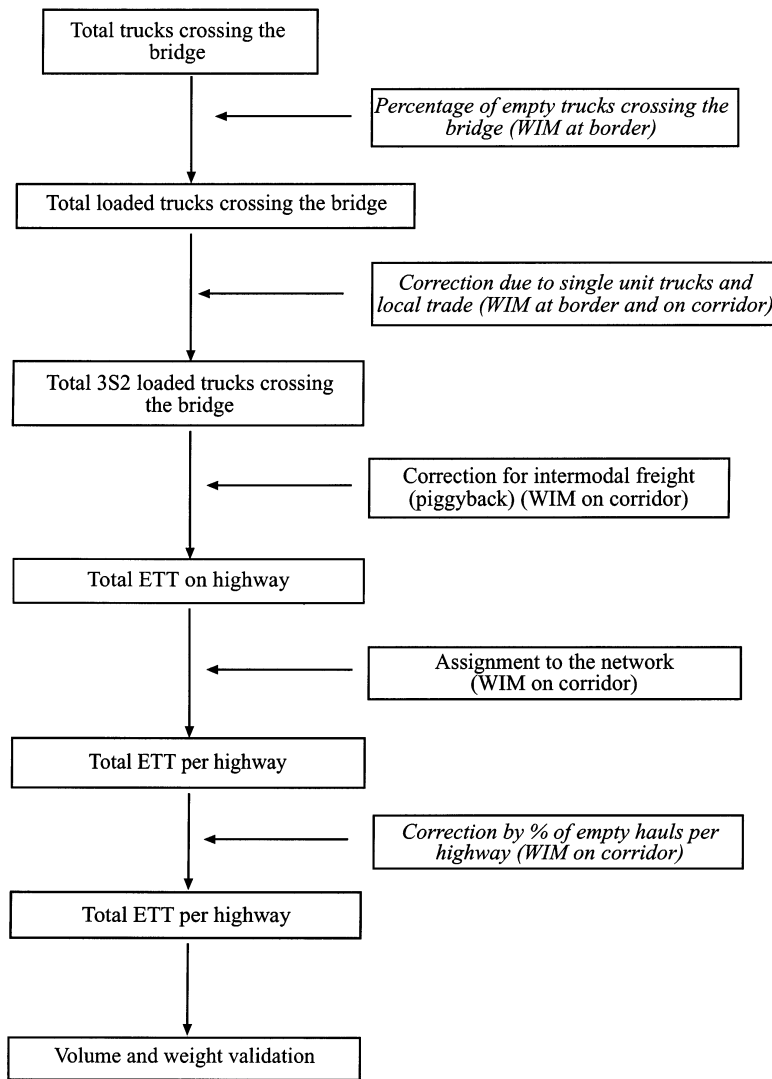 Total trucks crossing the
bridge
Percentage of empty trucks crossing the
bridge (WIM at border)
Total loaded trucks crossing the bridge
Correction due to single unit trucks and
local trade (WIM at border and on corridor)
Total 3S2 loaded trucks crossing
the bridge
Correction for intermodal freight
(piggyback) (WIM on corridor)
Total ETT on highway
Assignment to the network
(WIM on corridor)
Total ETT per highway
Correction by % of empty hauls per
highway (WIM on corridor)
Total ETT per highway
Volume and weight validation